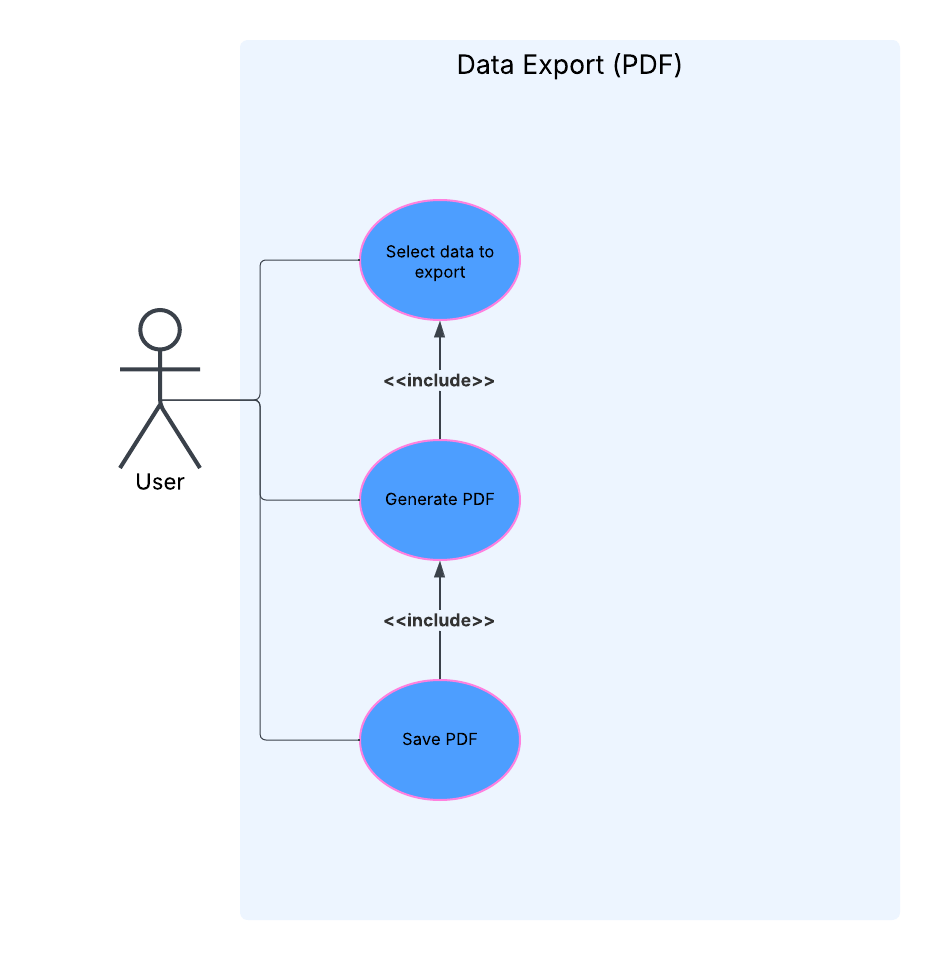 Data Export (PDF)
Select data to
export
<<include>>
User
Generate PDF
<<include>>
Save PDF